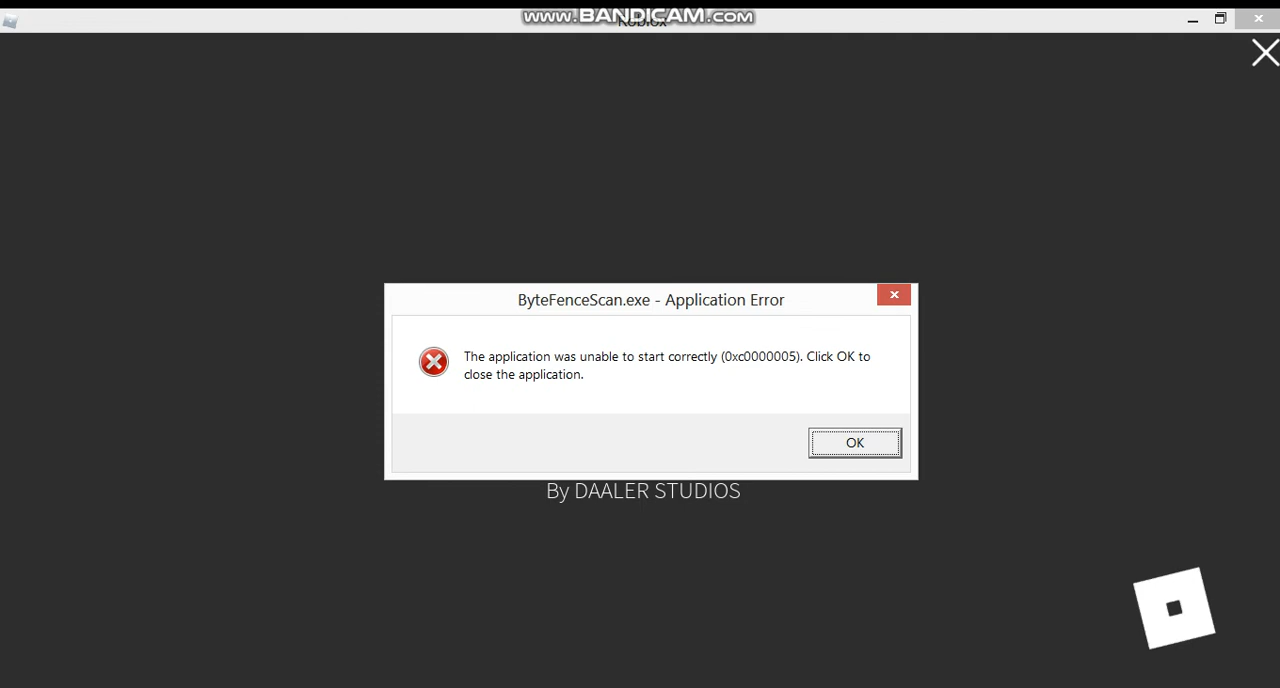 www.BANDICAM.com
Roblox
ByteFenceScan.exe - Application Error
The application was unable to start correctly (0xc0000005). Click OK to
close the application.
OK
By DAALER STUDIOS